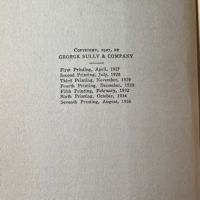 Copyright, 1927, by
GEORGE SULLY & COMPANY
First Printing, April, 1927
Second Printing, July, 1928
Third Printing, November, 1929
Fourth Printing, December, 1930
Fifth Printing, February, 1932
Sixth Printing, October, 1934
Seventh Printing, August, 1936